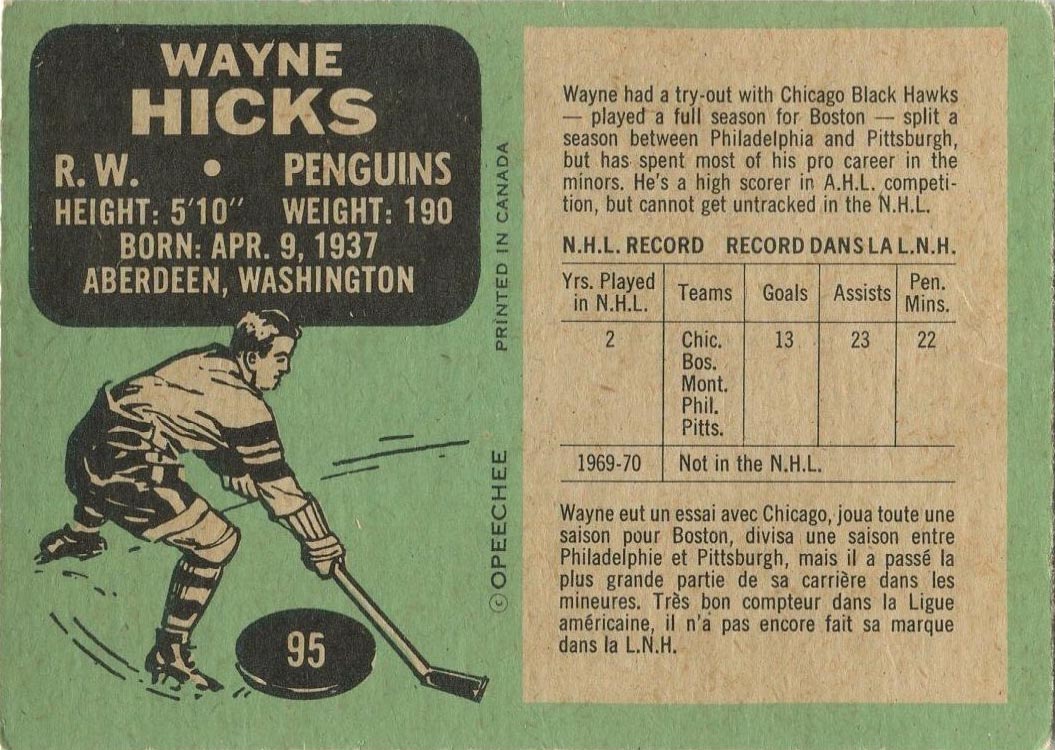 WAYNE
HICKS
R. W. • PENGUINS
HEIGHT: 5'10" WEIGHT: 190
BORN: APR. 9, 1937
ABERDEEN, WASHINGTON
95
© OPEECHEE PRINTED IN CANADA
Wayne had a try-out with Chicago Black Hawks
— played a full season for Boston — split a
season between Philadelphia and Pittsburgh,
but has spent most of his pro career in the
minors. He's a high scorer in A.H.L. competi-
tion, but cannot get untracked in the N.H.L.
N.H.L. RECORD RECORD DANS LA L.N.H.
Yrs. Played
in N.H.L. Teams Goals Assists Pen.
Mins.
2 Chic. 13 23 22
Bos.
Mont.
Phil.
Pitts.
1969-70 Not in the N.H.L.
Wayne eut un essai avec Chicago, joua toute une
saison pour Boston, divisa une saison entre
Philadelphie et Pittsburgh, mais il a passé la
plus grande partie de sa carrière dans les
mineures. Très bon compteur dans la Ligue
américaine, il n'a pas encore fait sa marque
dans la L.N.H.